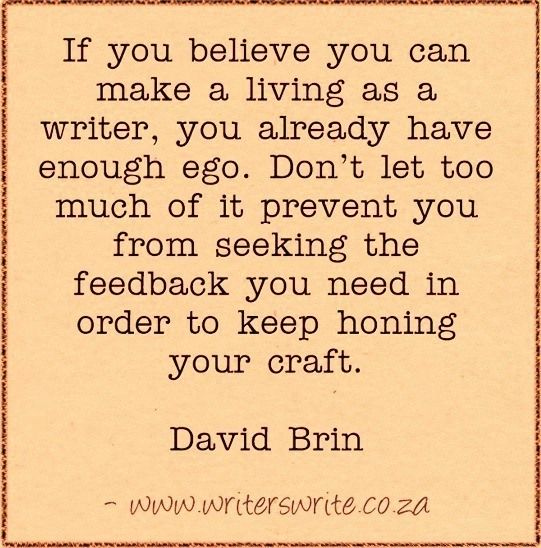 If you believe you can
make a living as a
writer, you already have
enough ego. Don't let too
much of it prevent you
from seeking the
feedback you need in
order to keep honing
your craft.
David Brin
- www.writerswrite.co.za